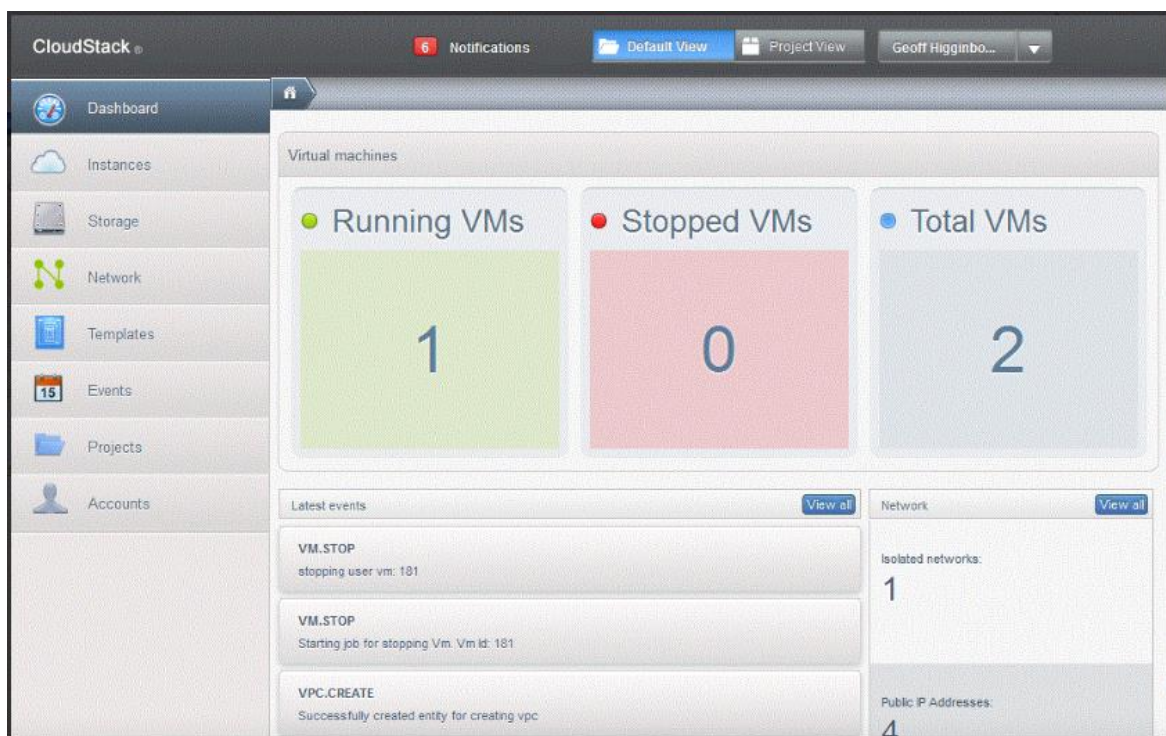 CloudStack
6 Notifications
Default View
Project View
Geoff Higginbo...
Dashboard
Instances
Storage
Network
Templates
15
Events
Projects
Accounts
Virtual machines
Running VMs
Stopped VMs
Total VMs
1
0
2
Latest events
View all
VM.STOP
stopping user vm: 181
VM.STOP
Starting job for stopping Vm. Vm Id: 181
VPC.CREATE
Successfully created entity for creating vpc
Network
View all
Isolated networks:
1
Public IP Addresses:
4